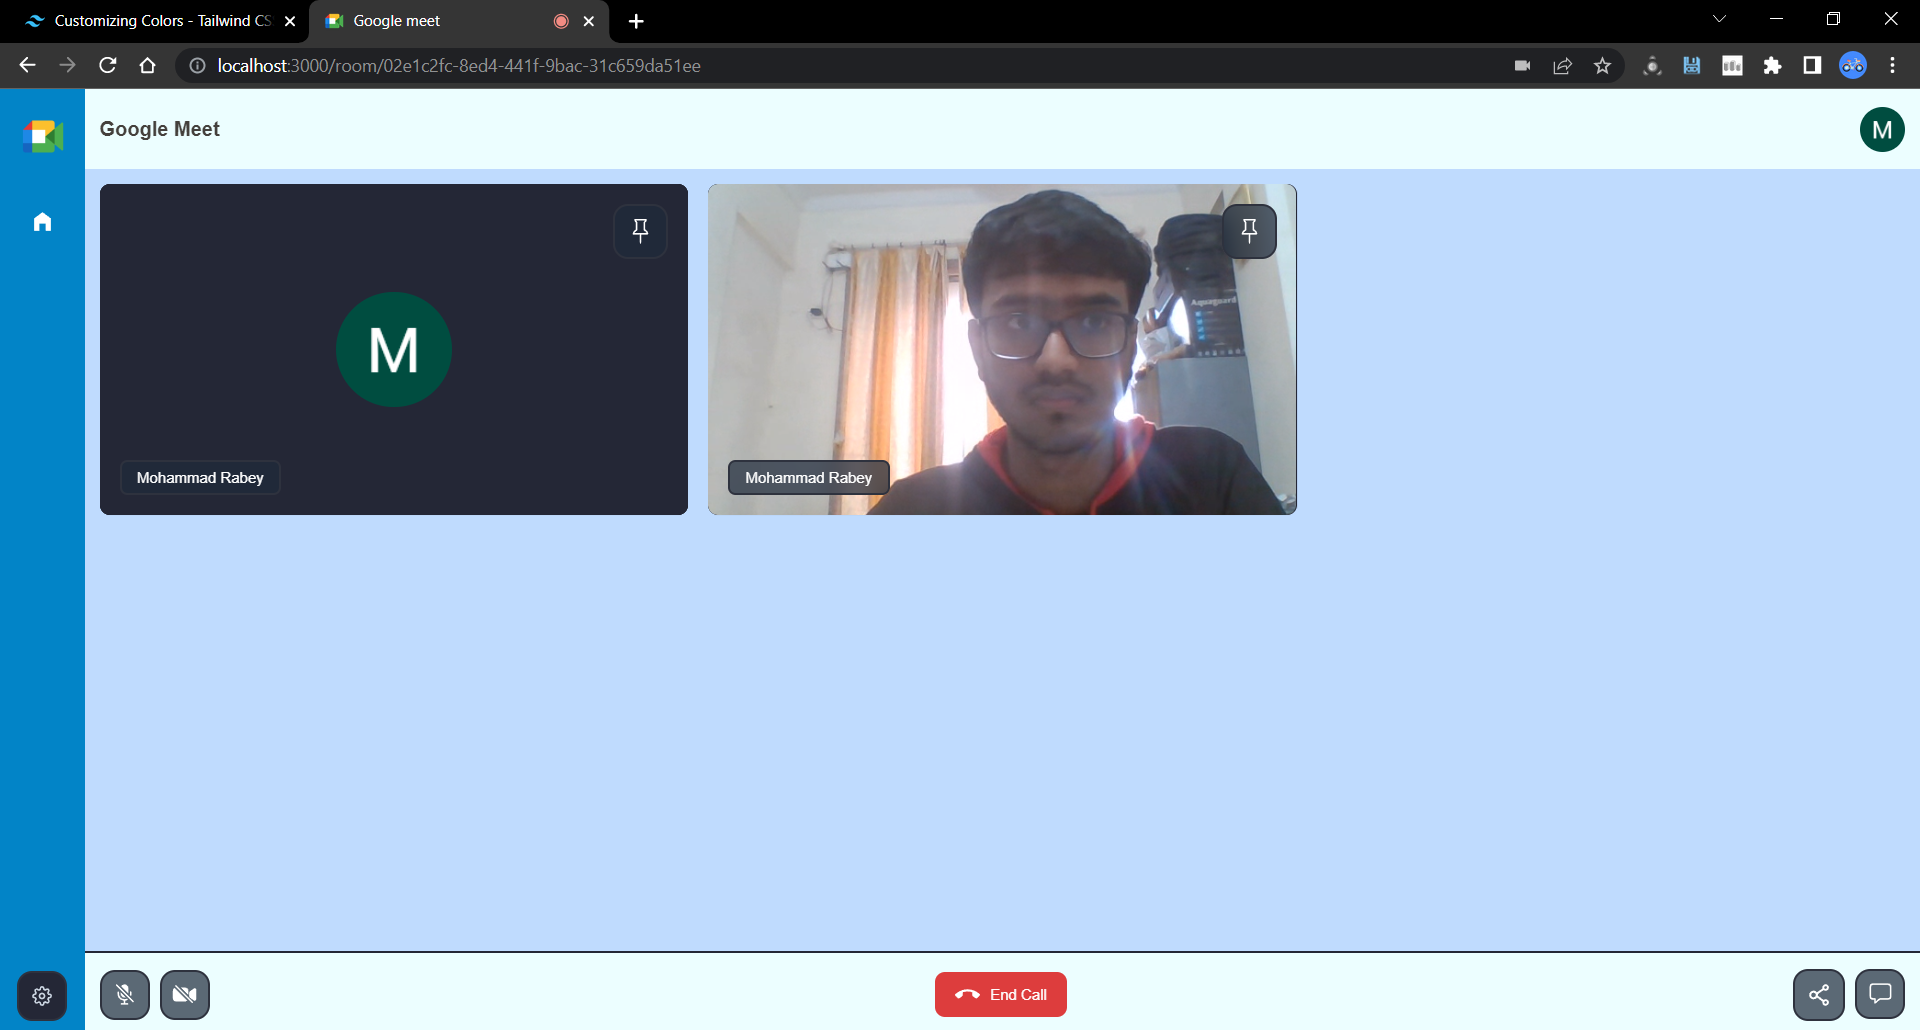 Customizing Colors - Tailwind CS
Google meet
localhost:3000/room/02e1c2fc-8ed4-441f-9bac-31c659da51ee
Google Meet
M
M
Mohammad Rabey
Aquaguard
Mohammad Rabey
End Call